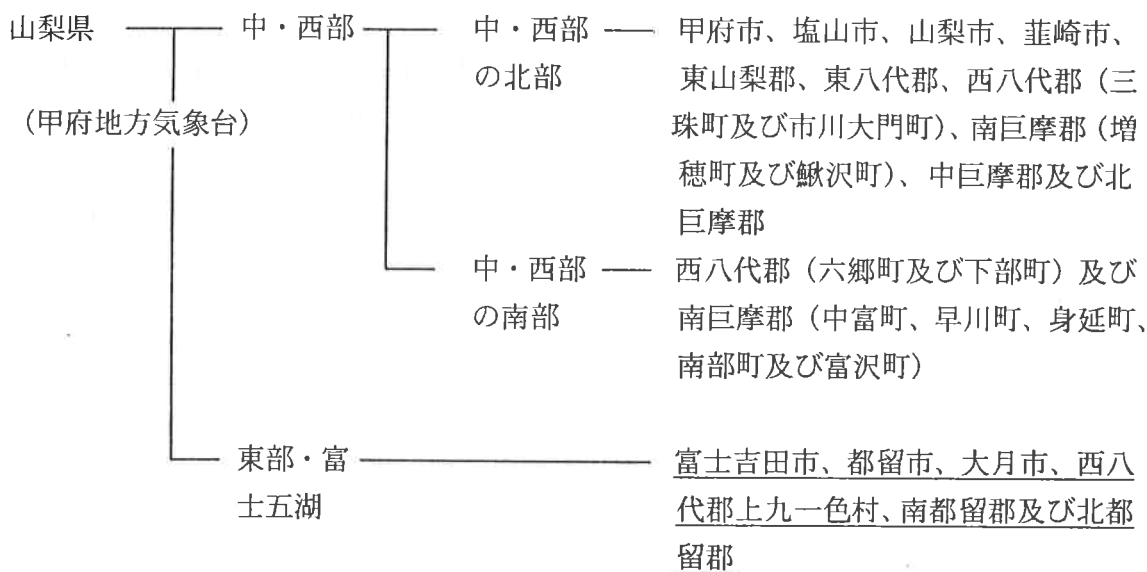 山梨県 中・西部 中・西部 甲府市、塩山市、山梨市、韮崎市、
の北部 東山梨郡、東八代郡、西八代郡（三
（甲府地方気象台） 珠町及び市川大門町）、南巨摩郡（増
穂町及び鰍沢町）、中巨摩郡及び北
巨摩郡
中・西部 西八代郡（六郷町及び下部町）及び
の南部 南巨摩郡（中富町、早川町、身延町、
南部町及び富沢町）
東部・富 富士吉田市、都留市、大月市、西八
士五湖 代郡上九一色村、南都留郡及び北都
留郡